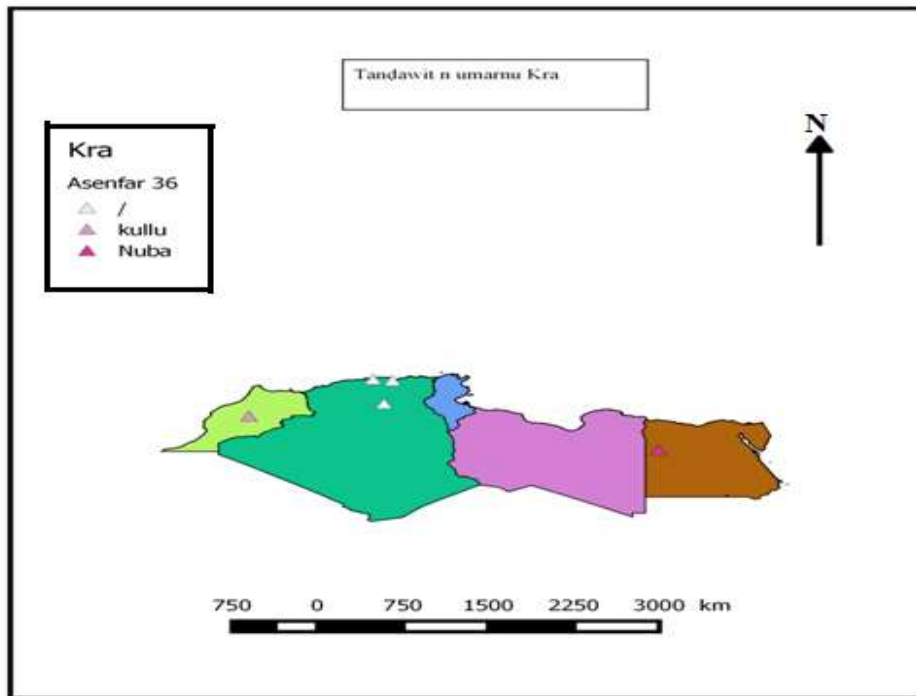 Tanḍawit n umarnu Kra
N
Kra
Asenfar 36
/
kullu
Nuba
750 0 750 1500 2250 3000 km